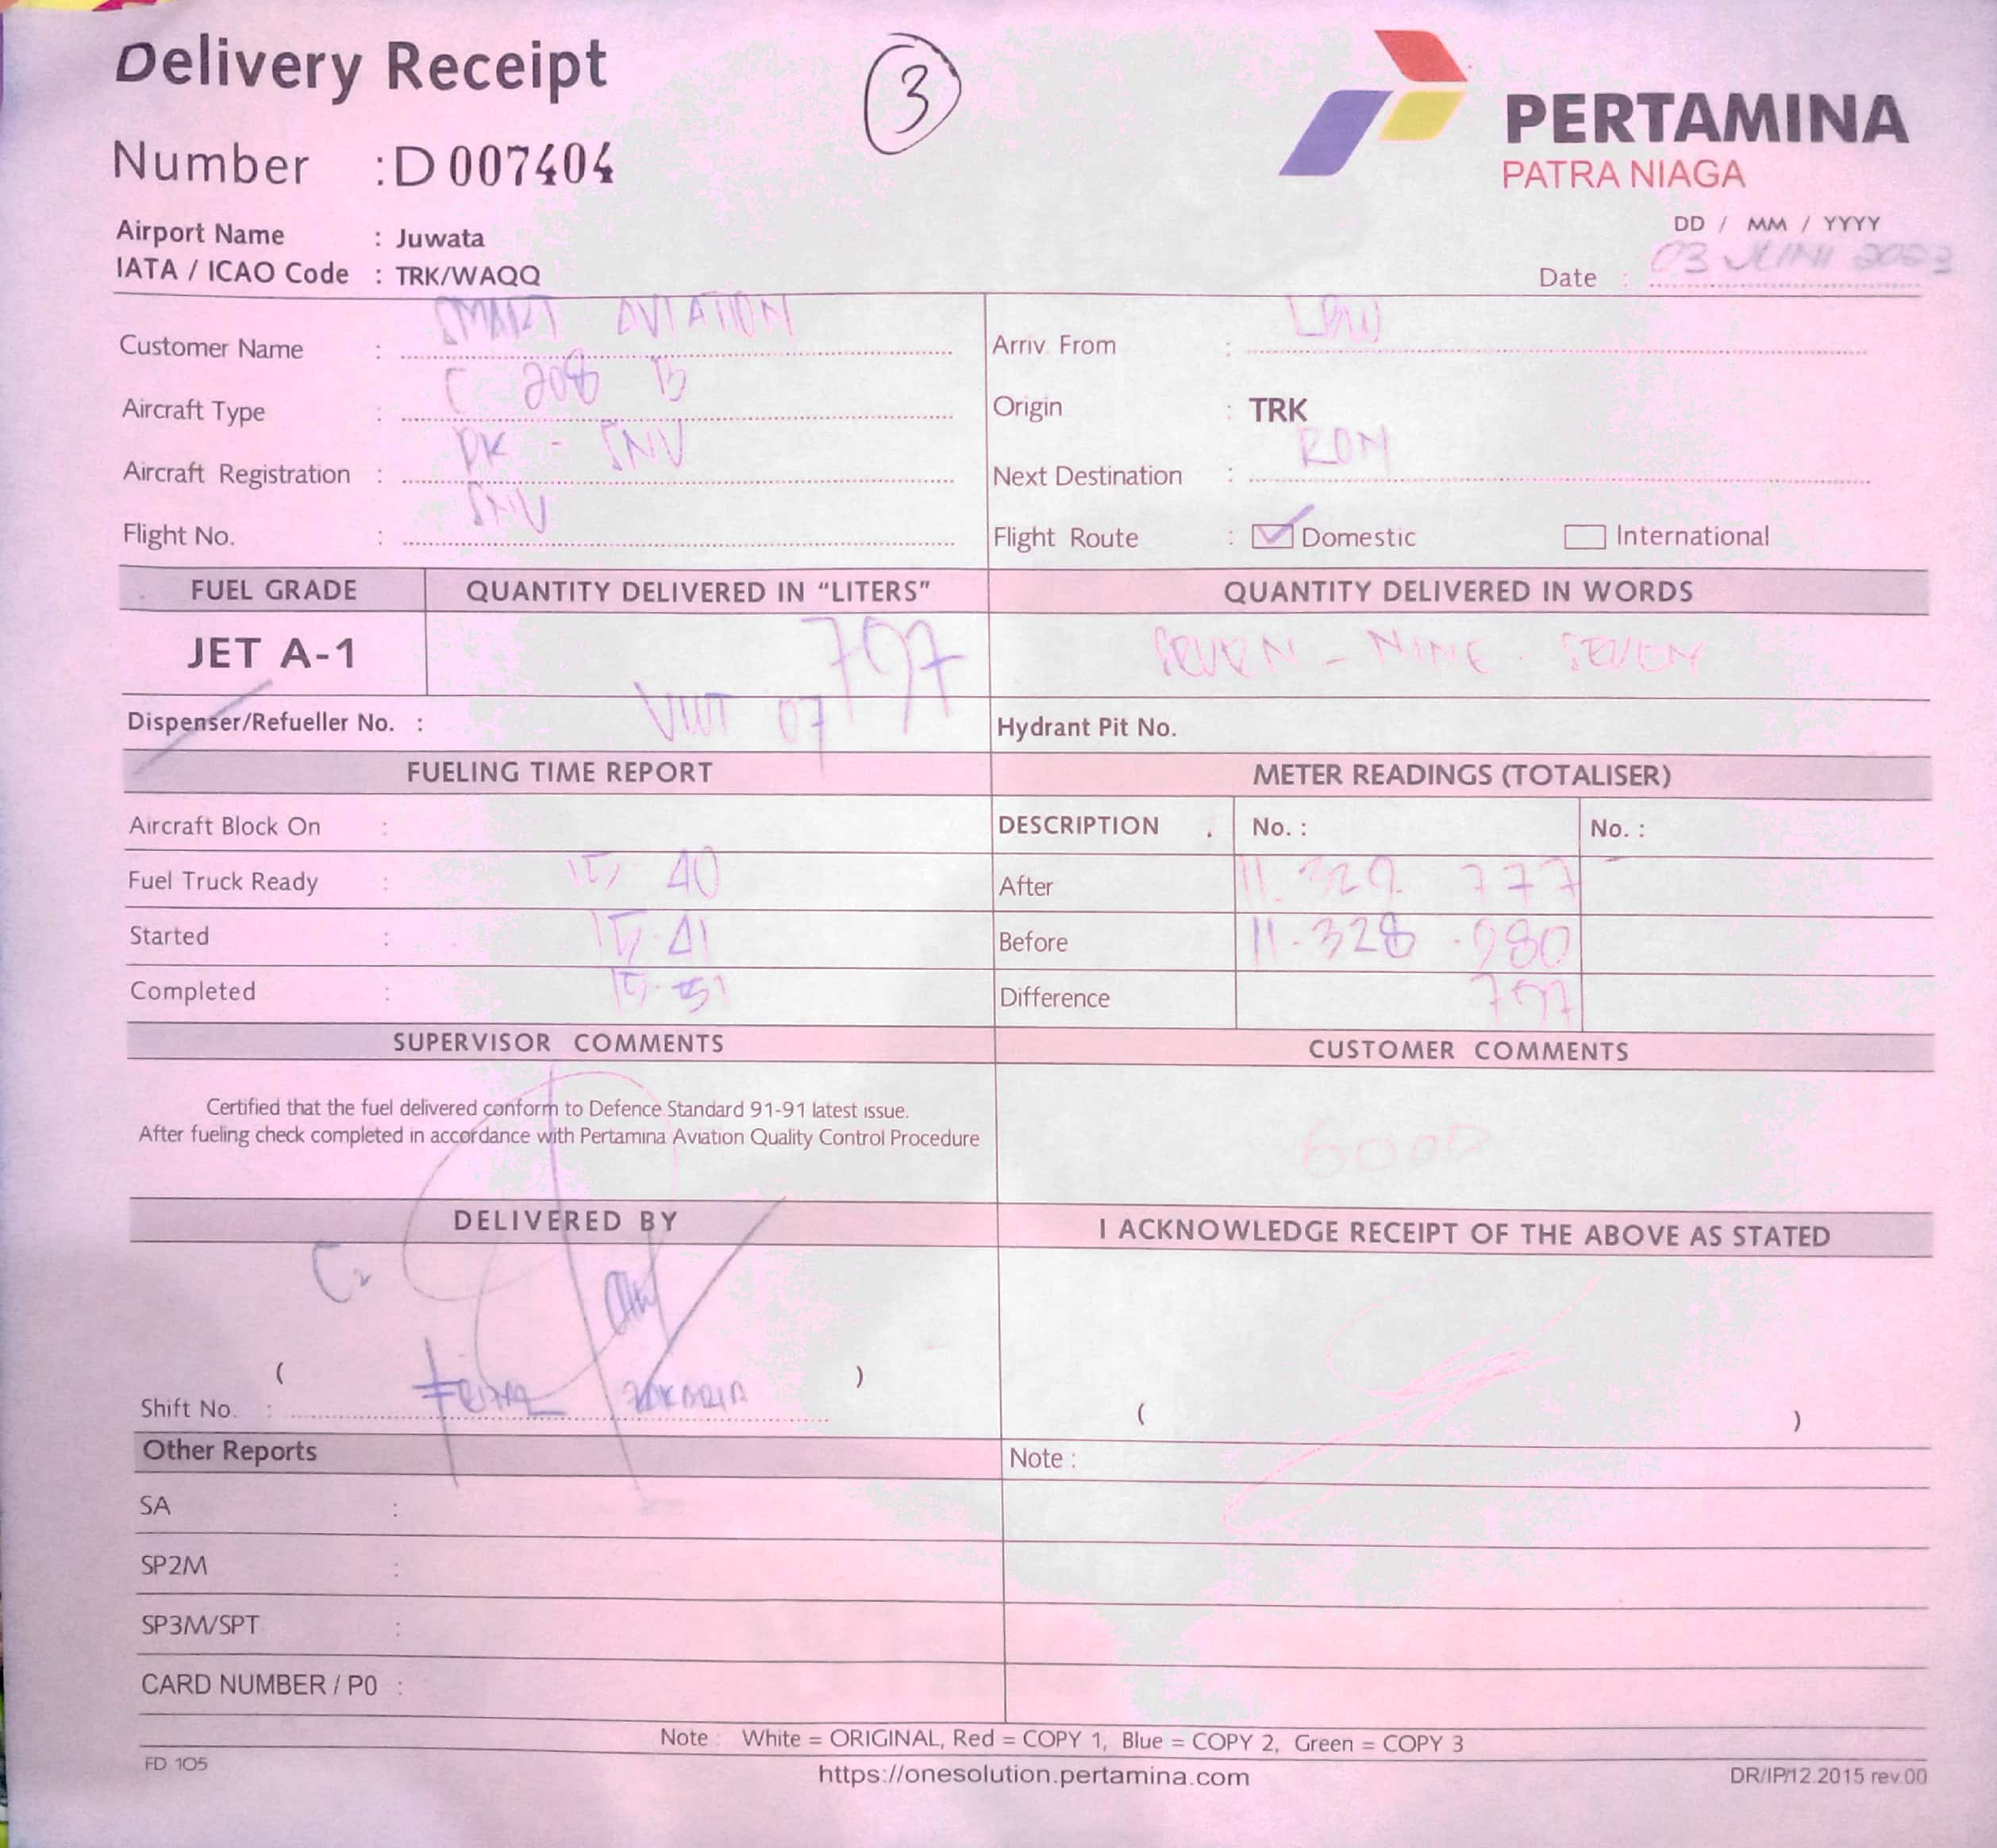 Delivery Receipt
3
PERTAMINA
PATRA NIAGA
Number : D 007404
DD / MM / YYYY
Airport Name : Juwata
IATA / ICAO Code : TRK/WAQQ
Date : 03 JUNI 2023
Customer Name : SMART AVIATION
Arriv From :
Aircraft Type : C 208 B
Origin : TRK
Aircraft Registration : PK - SNV
Next Destination : ROM
Flight No. : SNV
Flight Route : Domestic International
FUEL GRADE QUANTITY DELIVERED IN "LITERS" QUANTITY DELIVERED IN WORDS
JET A-1 797 SEVEN - NINE - SEVEN
Dispenser/Refueller No. : 07
Hydrant Pit No.
FUELING TIME REPORT METER READINGS (TOTALISER)
Aircraft Block On :
DESCRIPTION . No. : No. :
Fuel Truck Ready : 15 40
After 11.329 777
Started : 15.41
Before 11.328.980
Completed : 15.51
Difference 797
SUPERVISOR COMMENTS CUSTOMER COMMENTS
Certified that the fuel delivered conform to Defence Standard 91-91 latest issue.
After fueling check completed in accordance with Pertamina Aviation Quality Control Procedure
GOOD
DELIVERED BY I ACKNOWLEDGE RECEIPT OF THE ABOVE AS STATED
( )
Shift No. :
( )
Other Reports
Note :
SA :
SP2M :
SP3M/SPT :
CARD NUMBER / P0 :
Note : White = ORIGINAL, Red = COPY 1, Blue = COPY 2, Green = COPY 3
FD 105
https://onesolution.pertamina.com
DR/IP/12.2015 rev.00